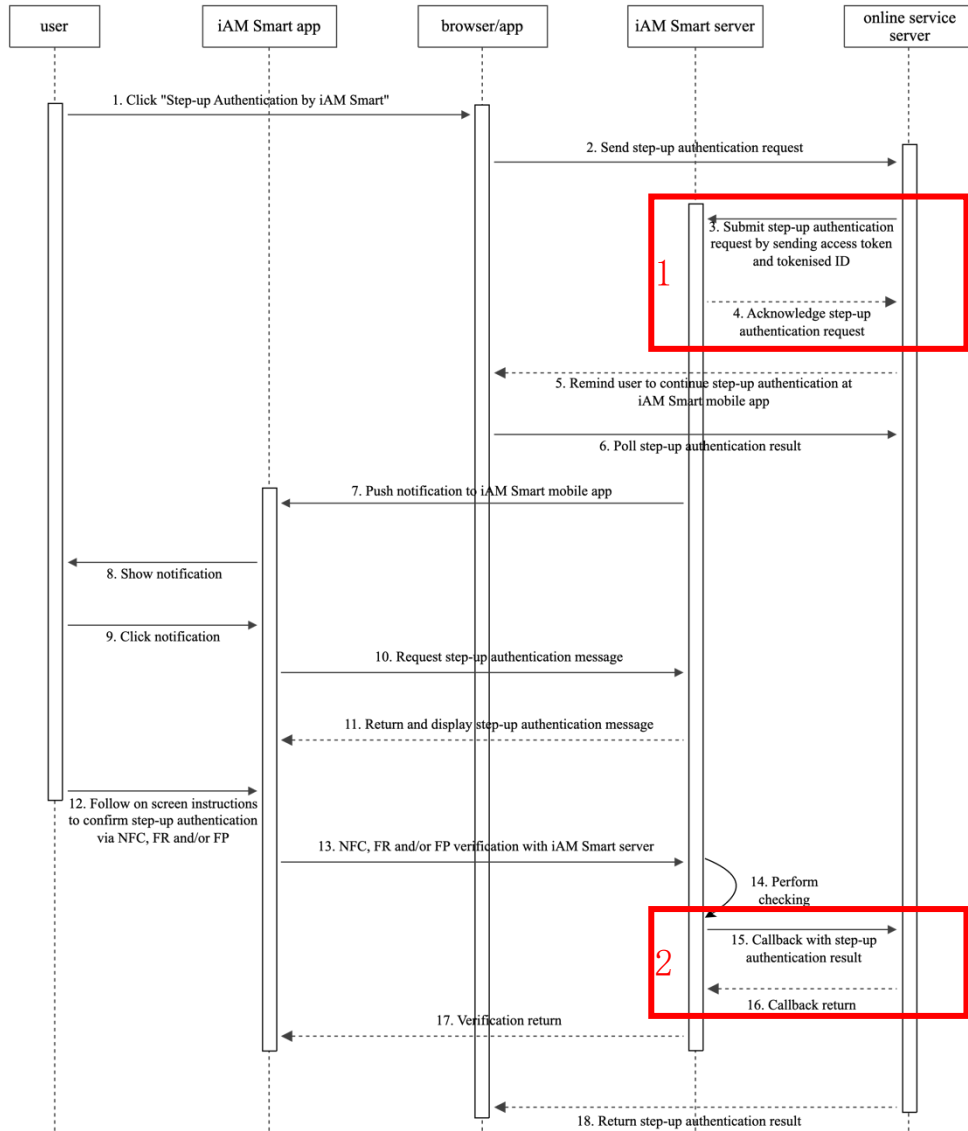 user
iAM Smart app
browser/app
iAM Smart server
online service
server
1. Click "Step-up Authentication by iAM Smart"
2. Send step-up authentication request
1
3. Submit step-up authentication
request by sending access token
and tokenised ID
4. Acknowledge step-up
authentication request
5. Remind user to continue step-up authentication at
iAM Smart mobile app
6. Poll step-up authentication result
7. Push notification to iAM Smart mobile app
8. Show notification
9. Click notification
10. Request step-up authentication message
11. Return and display step-up authentication message
12. Follow on screen instructions
to confirm step-up authentication
via NFC, FR and/or FP
13. NFC, FR and/or FP verification with iAM Smart server
14. Perform
checking
2
15. Callback with step-up
authentication result
16. Callback return
17. Verification return
18. Return step-up authentication result